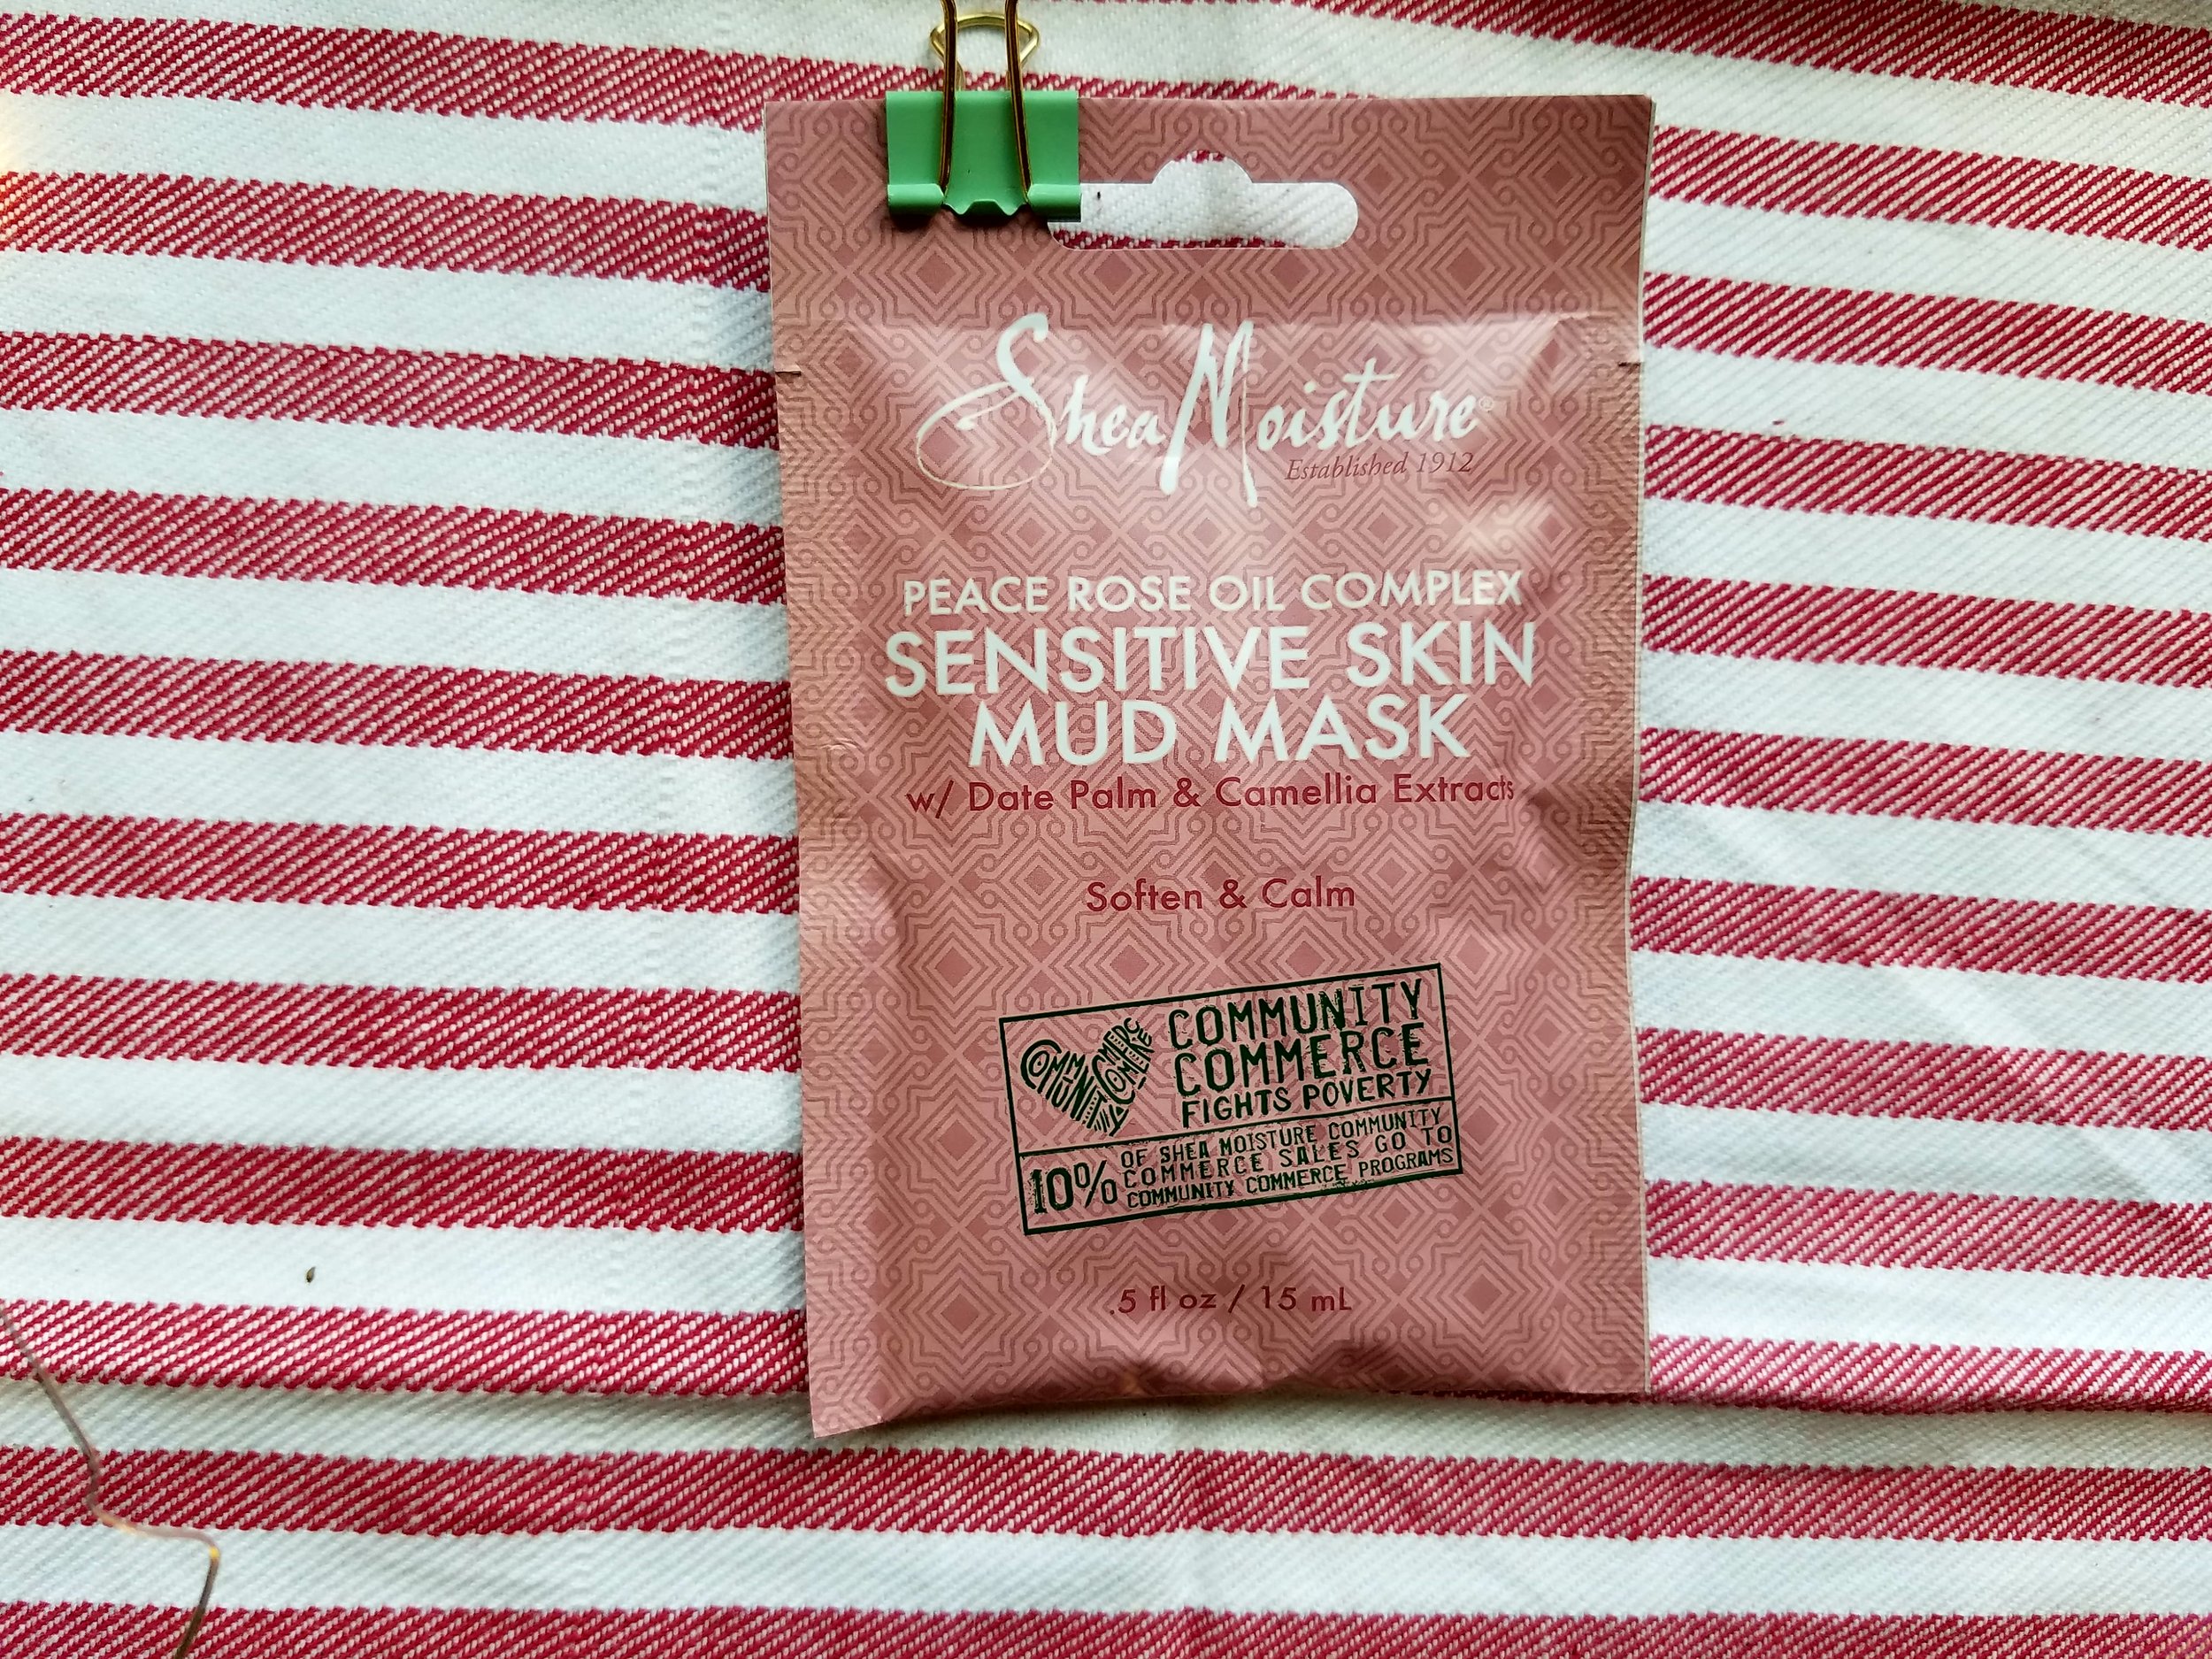 SheaMoisture®
Established 1912
PEACE ROSE OIL COMPLEX
SENSITIVE SKIN
MUD MASK
w/ Date Palm & Camellia Extracts
Soften & Calm
COMMUNITY COMMERCE
COMMUNITY
COMMERCE
FIGHTS POVERTY
10% OF SHEA MOISTURE COMMUNITY
COMMERCE SALES GO TO
COMMUNITY COMMERCE PROGRAMS
.5 fl oz / 15 mL